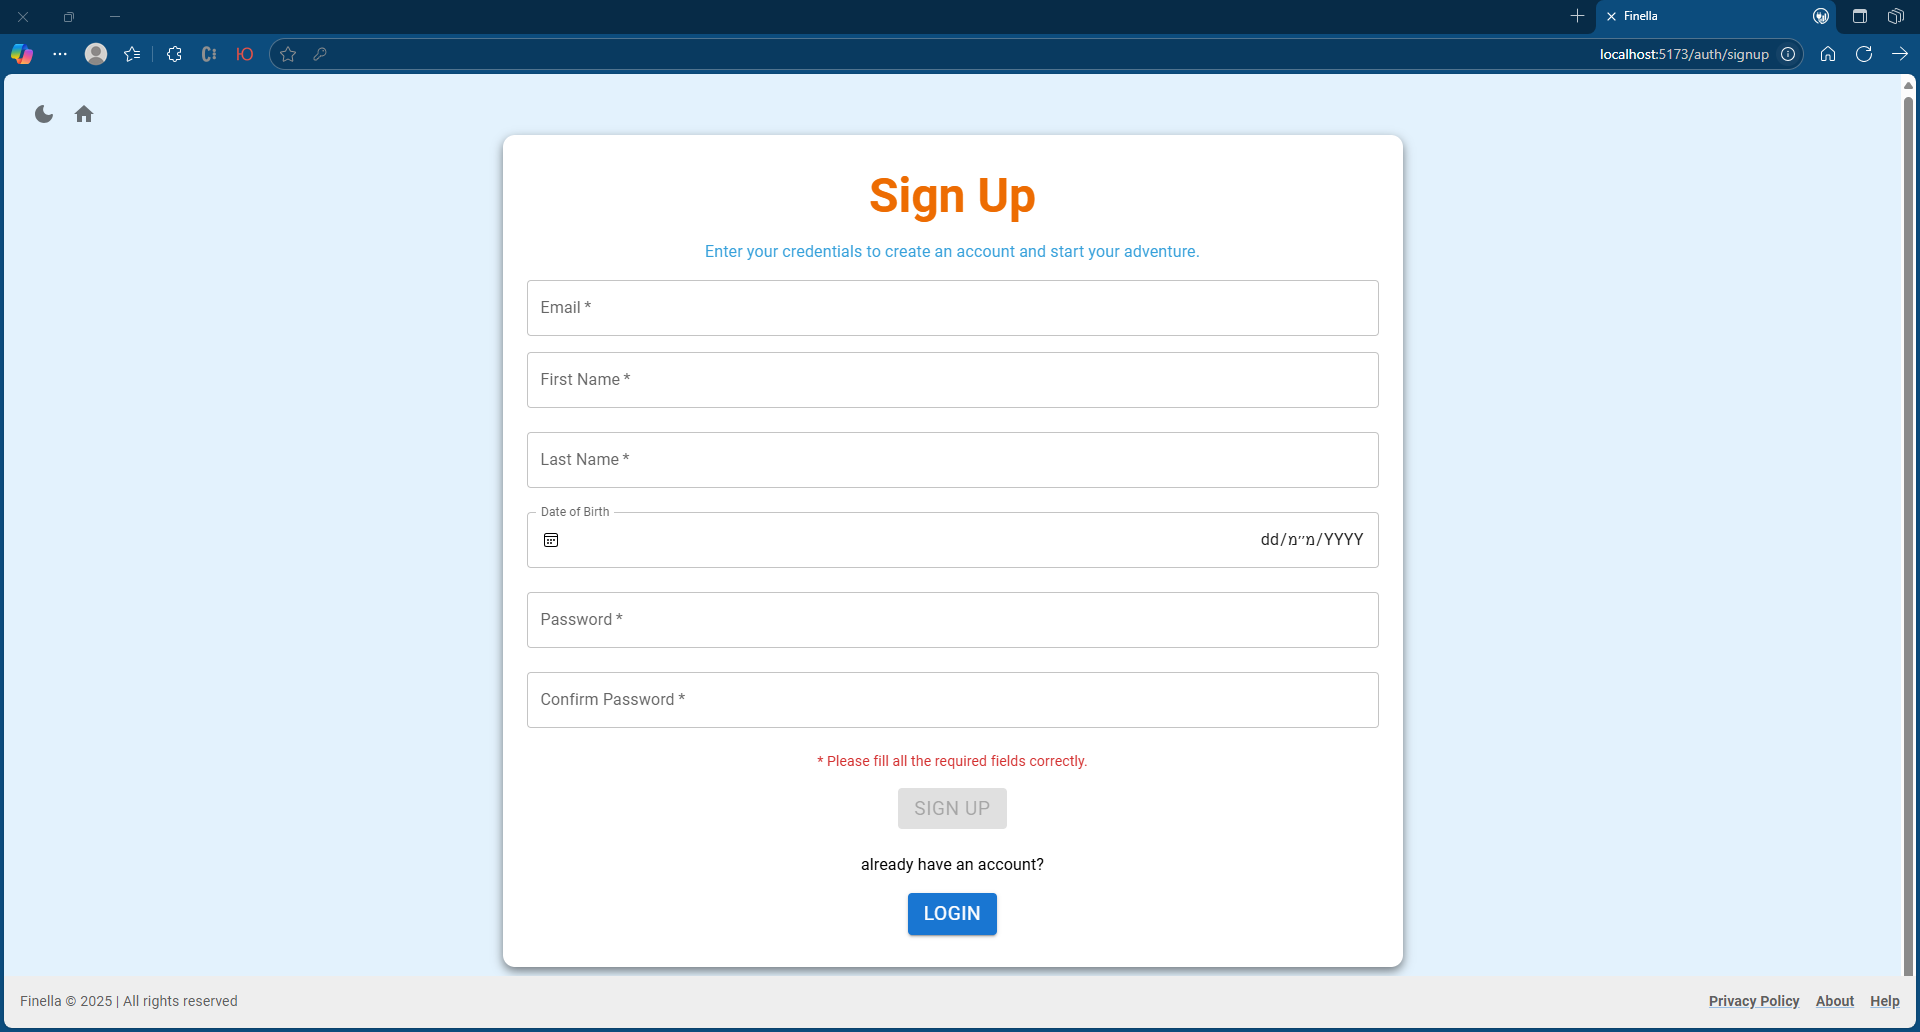 Finella
localhost:5173/auth/signup
Sign Up
Enter your credentials to create an account and start your adventure.
Email *
First Name *
Last Name *
Date of Birth
dd/מ׳׳מ/YYYY
Password *
Confirm Password *
* Please fill all the required fields correctly.
SIGN UP
already have an account?
LOGIN
Finella © 2025 | All rights reserved
Privacy Policy About Help